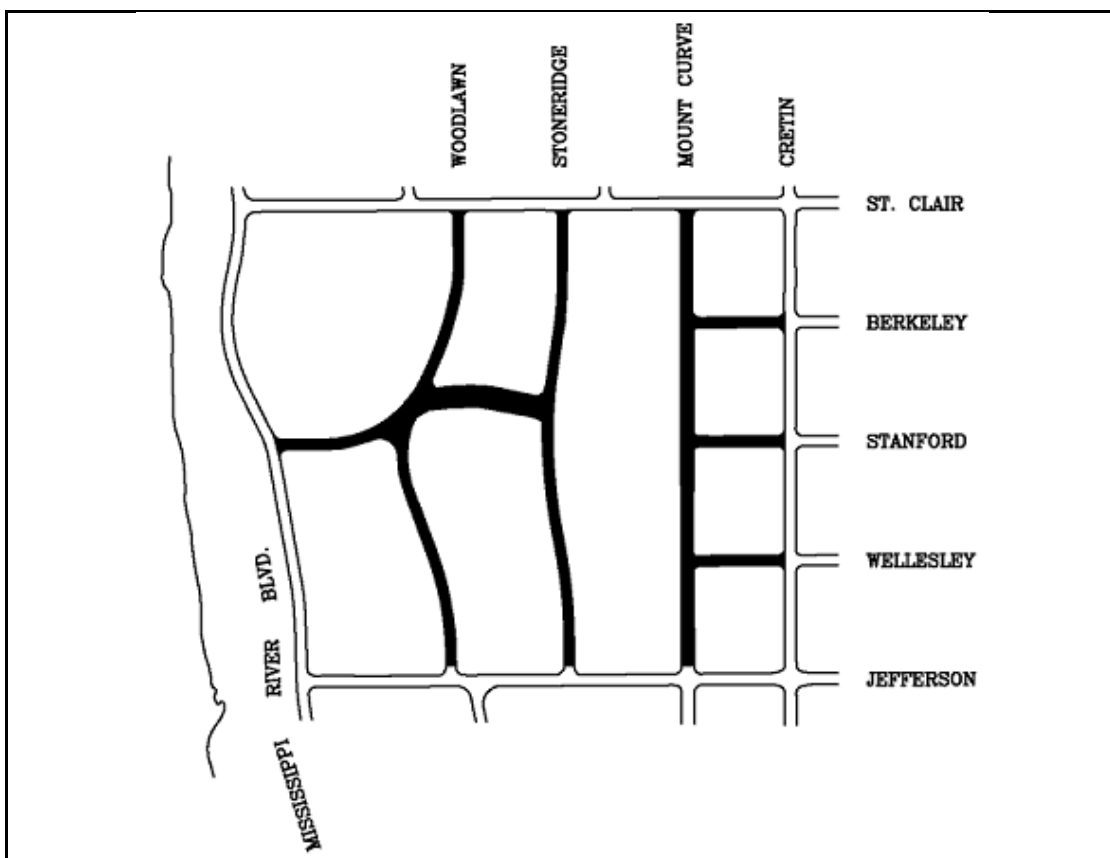 WOODLAWN
STONERIDGE
MOUNT CURVE
CRETIN
ST. CLAIR
BERKELEY
STANFORD
WELLESLEY
JEFFERSON
MISSISSIPPI RIVER BLVD.